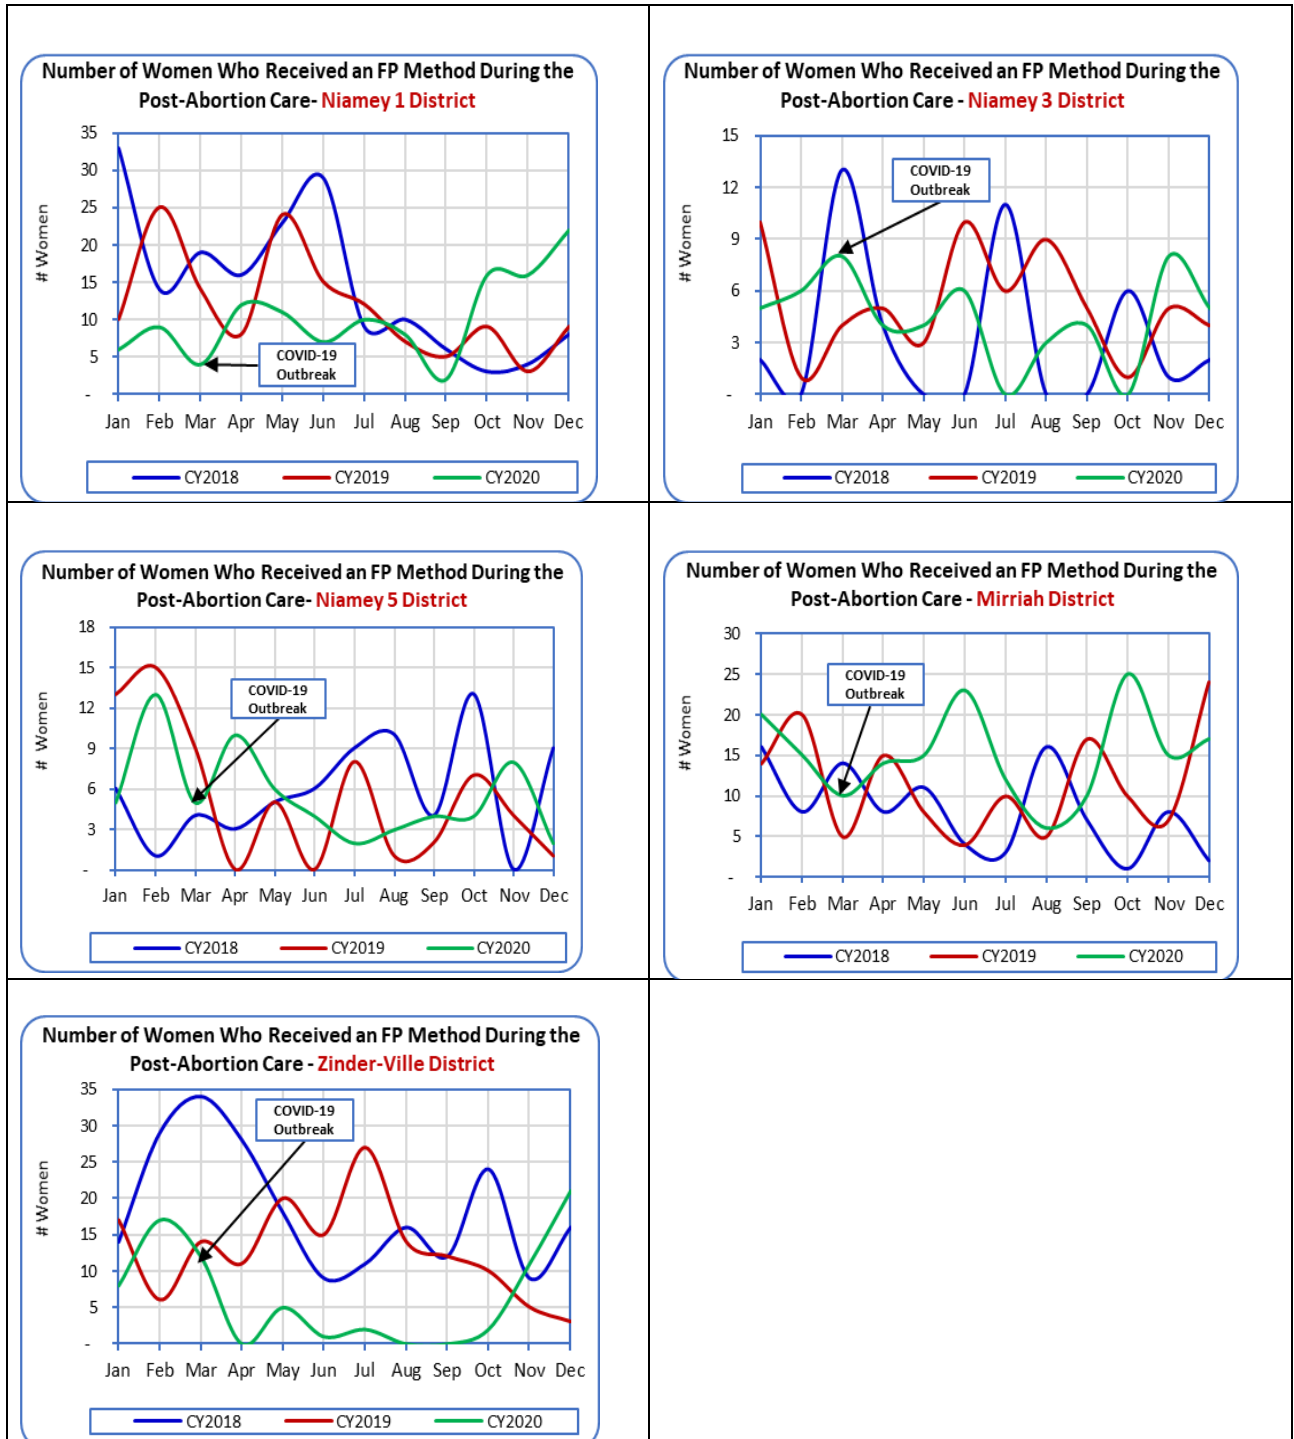 Number of Women Who Received an FP Method During the
Post-Abortion Care- Niamey 1 District
# Women
35
30
25
20
15
10
5
-
COVID-19
Outbreak
Jan Feb Mar Apr May Jun Jul Aug Sep Oct Nov Dec
CY2018 CY2019 CY2020
Number of Women Who Received an FP Method During the
Post-Abortion Care - Niamey 3 District
# Women
15
12
9
6
3
-
COVID-19
Outbreak
Jan Feb Mar Apr May Jun Jul Aug Sep Oct Nov Dec
CY2018 CY2019 CY2020
Number of Women Who Received an FP Method During the
Post-Abortion Care- Niamey 5 District
# Women
18
15
12
9
6
3
-
COVID-19
Outbreak
Jan Feb Mar Apr May Jun Jul Aug Sep Oct Nov Dec
CY2018 CY2019 CY2020
Number of Women Who Received an FP Method During the
Post-Abortion Care - Mirriah District
# Women
30
25
20
15
10
5
-
COVID-19
Outbreak
Jan Feb Mar Apr May Jun Jul Aug Sep Oct Nov Dec
CY2018 CY2019 CY2020
Number of Women Who Received an FP Method During the
Post-Abortion Care - Zinder-Ville District
# Women
35
30
25
20
15
10
5
-
COVID-19
Outbreak
Jan Feb Mar Apr May Jun Jul Aug Sep Oct Nov Dec
CY2018 CY2019 CY2020